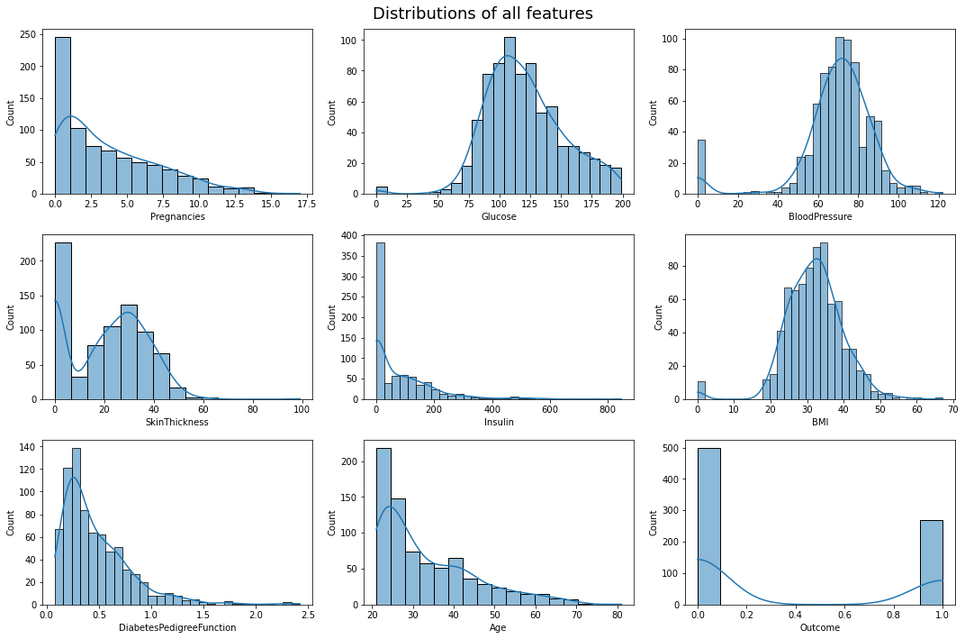 Distributions of all features
250
200
150
100
50
0
Count
0.0 2.5 5.0 7.5 10.0 12.5 15.0 17.5
Pregnancies
100
80
60
40
20
0
Count
0 25 50 75 100 125 150 175 200
Glucose
100
80
60
40
20
0
Count
0 20 40 60 80 100 120
BloodPressure
200
150
100
50
0
Count
0 20 40 60 80 100
SkinThickness
400
350
300
250
200
150
100
50
0
Count
0 200 400 600 800
Insulin
80
60
40
20
0
Count
0 10 20 30 40 50 60 70
BMI
140
120
100
80
60
40
20
0
Count
0.0 0.5 1.0 1.5 2.0 2.5
DiabetesPedigreeFunction
200
150
100
50
0
Count
20 30 40 50 60 70 80
Age
500
400
300
200
100
0
Count
0.0 0.2 0.4 0.6 0.8 1.0
Outcome